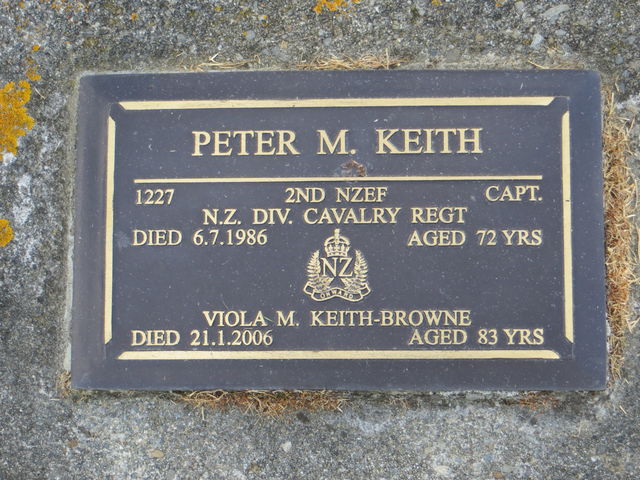 PETER M. KEITH
1227 2ND NZEF CAPT.
N.Z. DIV. CAVALRY REGT
DIED 6.7.1986 AGED 72 YRS
NZ
ONWARD
VIOLA M. KEITH-BROWNE
DIED 21.1.2006 AGED 83 YRS